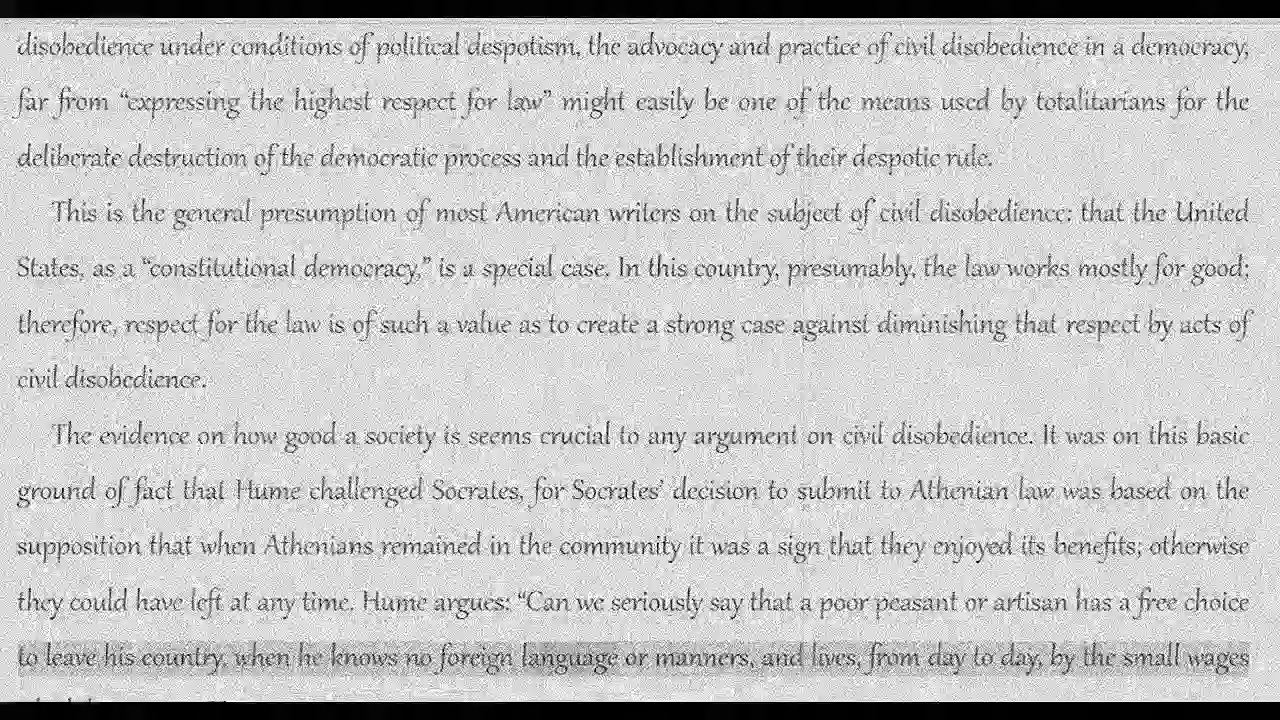 disobedience under conditions of political despotism, the advocacy and practice of civil disobedience in a democracy,
far from “expressing the highest respect for law” might easily be one of the means used by totalitarians for the
deliberate destruction of the democratic process and the establishment of their despotic rule.
This is the general presumption of most American writers on the subject of civil disobedience: that the United
States, as a “constitutional democracy,” is a special case. In this country, presumably, the law works mostly for good;
therefore, respect for the law is of such a value as to create a strong case against diminishing that respect by acts of
civil disobedience.
The evidence on how good a society is seems crucial to any argument on civil disobedience. It was on this basic
ground of fact that Hume challenged Socrates, for Socrates’ decision to submit to Athenian law was based on the
supposition that when Athenians remained in the community it was a sign that they enjoyed its benefits; otherwise
they could have left at any time. Hume argues: “Can we seriously say that a poor peasant or artisan has a free choice
to leave his country, when he knows no foreign language or manners, and lives, from day to day, by the small wages